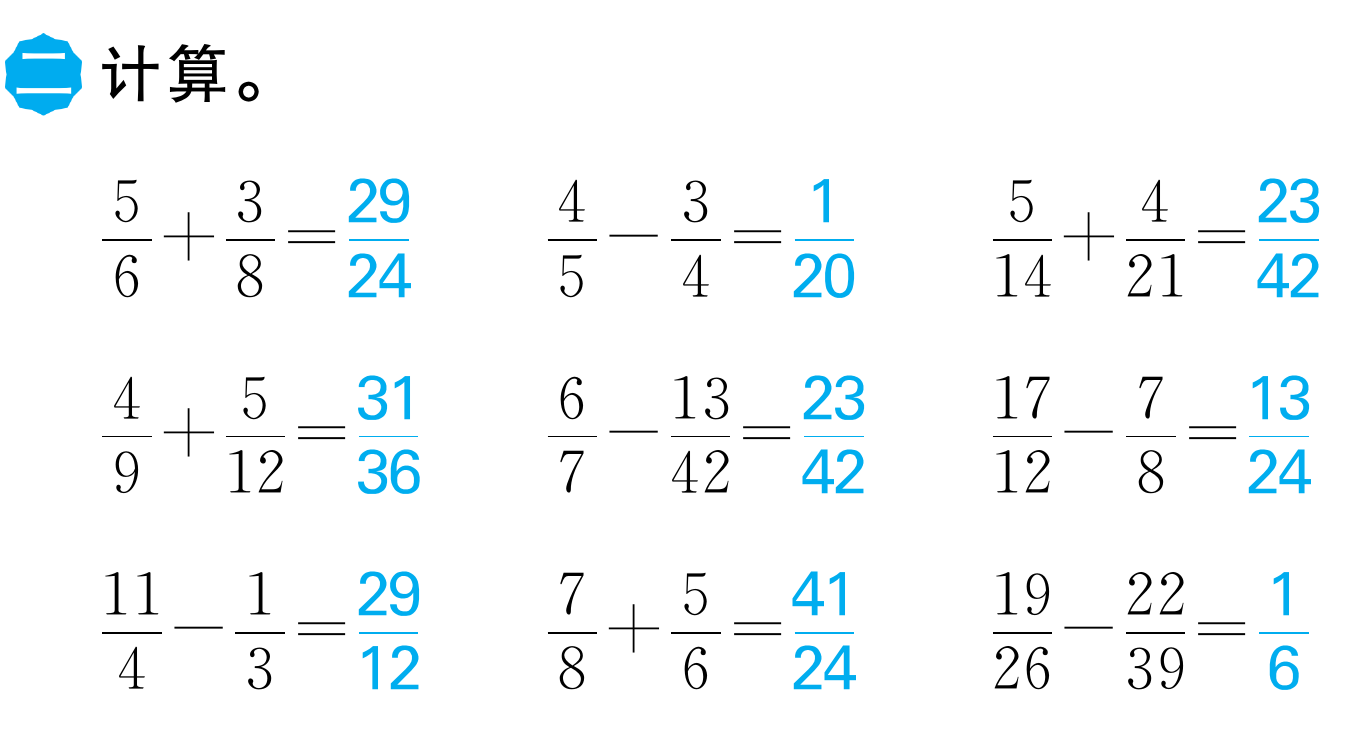 二 计算。
5/6 + 3/8 = 29/24 4/5 − 3/4 = 1/20 5/14 + 4/21 = 23/42
4/9 + 5/12 = 31/36 6/7 − 13/42 = 23/42 17/12 − 7/8 = 13/24
11/4 − 1/3 = 29/12 7/8 + 5/6 = 41/24 19/26 − 22/39 = 1/6